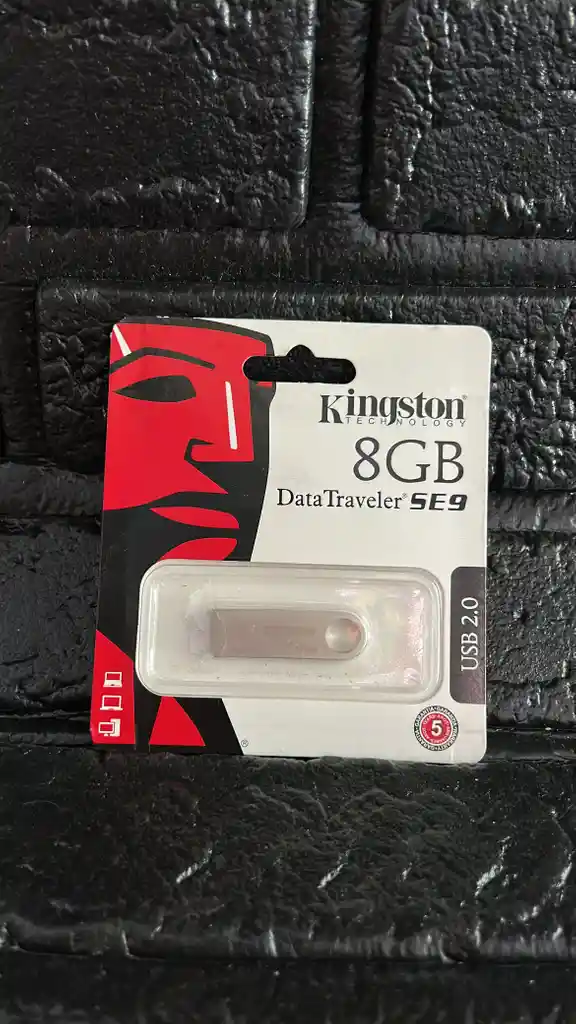 Kingston®
TECHNOLOGY
8GB
DataTraveler® SE9
USB 2.0
5
®